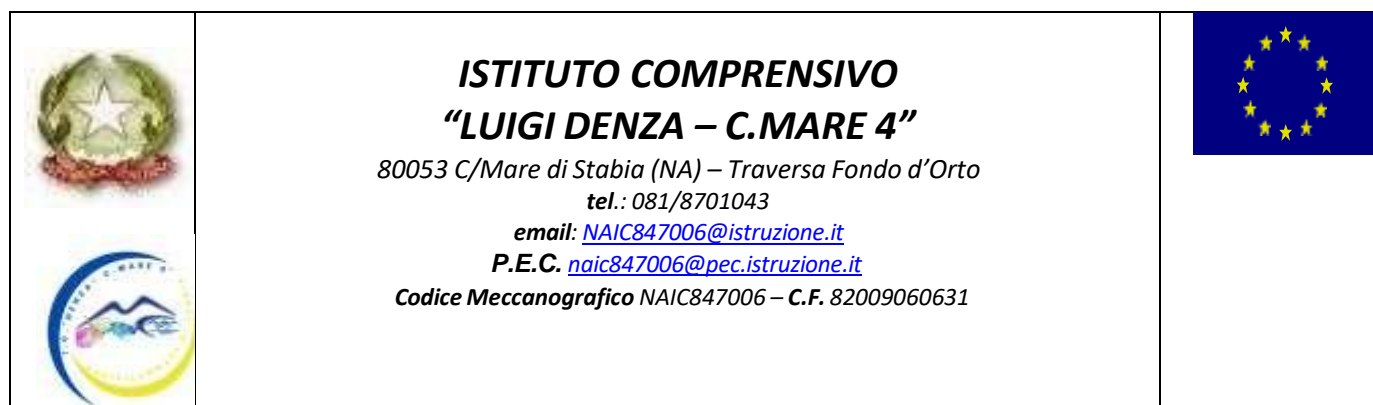 ISTITUTO COMPRENSIVO
“LUIGI DENZA – C.MARE 4”
80053 C/Mare di Stabia (NA) – Traversa Fondo d’Orto
tel.: 081/8701043
email: NAIC847006@istruzione.it
P.E.C. naic847006@pec.istruzione.it
Codice Meccanografico NAIC847006 – C.F. 82009060631